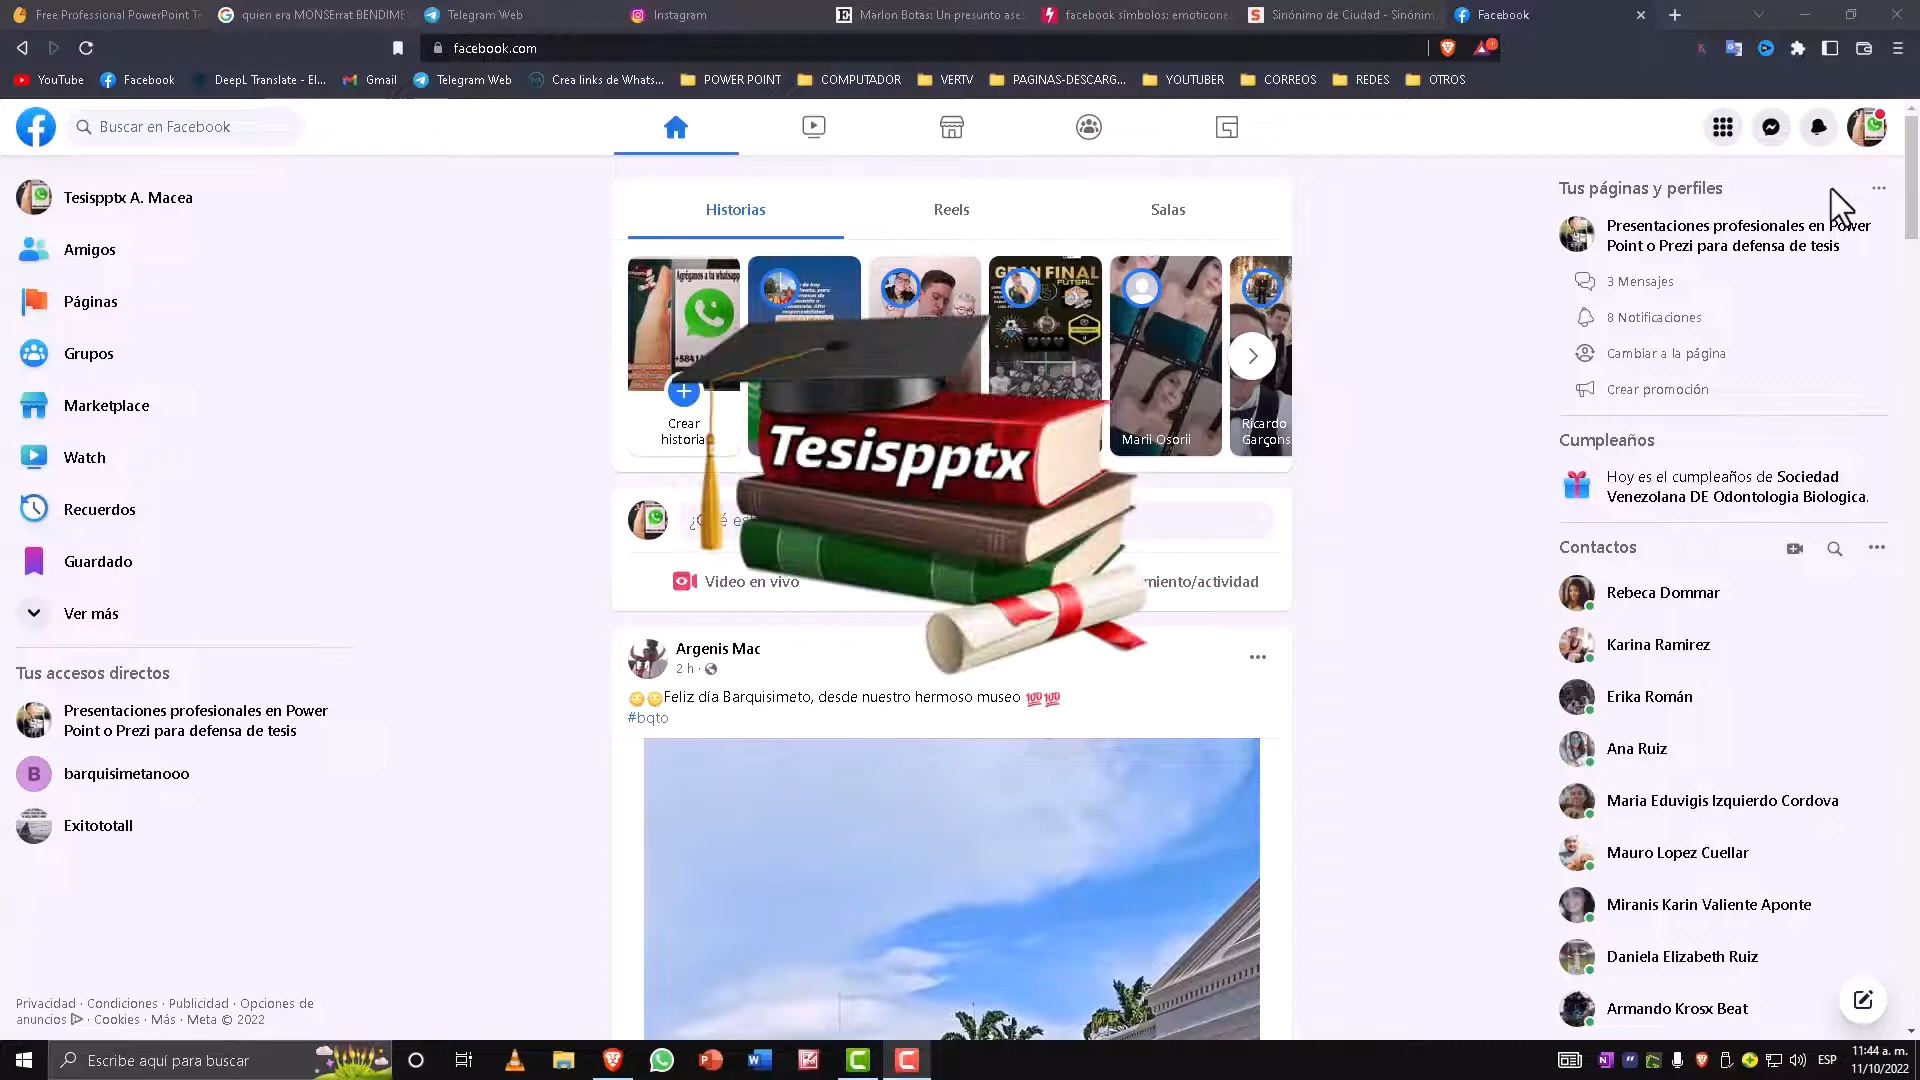 Free Professional PowerPoint Te
quien era MONSErrat BENDIME
Telegram Web
Instagram
Marlon Botas: Un presunto ase
facebook símbolos: emoticone
Sinónimo de Ciudad - Sinónim
Facebook
facebook.com
YouTube
Facebook
DeepL Translate - El...
Gmail
Telegram Web
Crea links de Whats...
POWER POINT
COMPUTADOR
VERTV
PAGINAS-DESCARG...
YOUTUBER
CORREOS
REDES
OTROS
Buscar en Facebook
Tesispptx A. Macea
Amigos
Páginas
Grupos
Marketplace
Watch
Recuerdos
Guardado
Ver más
Tus accesos directos
Presentaciones profesionales en Power
Point o Prezi para defensa de tesis
B
barquisimetanooo
Exitototall
Privacidad · Condiciones · Publicidad · Opciones de
anuncios · Cookies · Más · Meta © 2022
Historias
Reels
Salas
Agréganos a tu whatsapp
Crear
historia
GRAN FINAL
FUTSAL
Marii Osorii
Ricardo
Garçons
Tesispptx
Video en vivo
miento/actividad
Argenis Mac
2 h ·
Feliz día Barquisimeto, desde nuestro hermoso museo 💯💯
#bqto
Tus páginas y perfiles
Presentaciones profesionales en Power
Point o Prezi para defensa de tesis
3 Mensajes
8 Notificaciones
Cambiar a la página
Crear promoción
Cumpleaños
Hoy es el cumpleaños de Sociedad
Venezolana DE Odontologia Biologica.
Contactos
Rebeca Dommar
Karina Ramirez
Erika Román
Ana Ruiz
Maria Eduvigis Izquierdo Cordova
Mauro Lopez Cuellar
Miranis Karin Valiente Aponte
Daniela Elizabeth Ruiz
Armando Krosx Beat
Escribe aquí para buscar
ESP
11:44 a. m.
11/10/2022